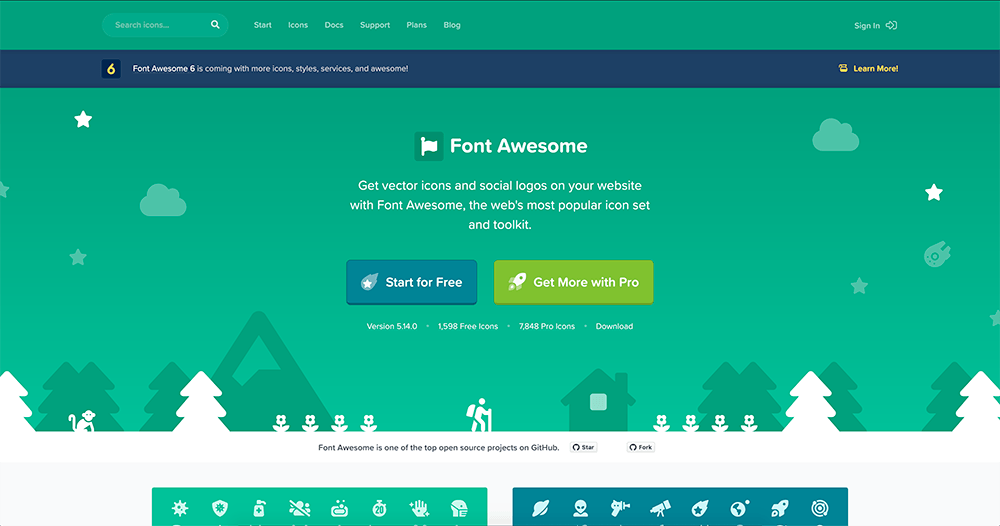 Search icons...
Start Icons Docs Support Plans Blog
Sign In
6 Font Awesome 6 is coming with more icons, styles, services, and awesome!
Learn More!
Font Awesome
Get vector icons and social logos on your website
with Font Awesome, the web's most popular icon set
and toolkit.
Start for Free
Get More with Pro
Version 5.14.0 • 1,598 Free Icons • 7,848 Pro Icons • Download
Font Awesome is one of the top open source projects on GitHub. Star Fork
20